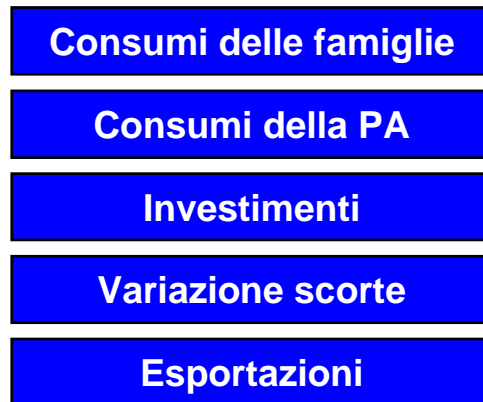 Consumi delle famiglie
Consumi della PA
Investimenti
Variazione scorte
Esportazioni